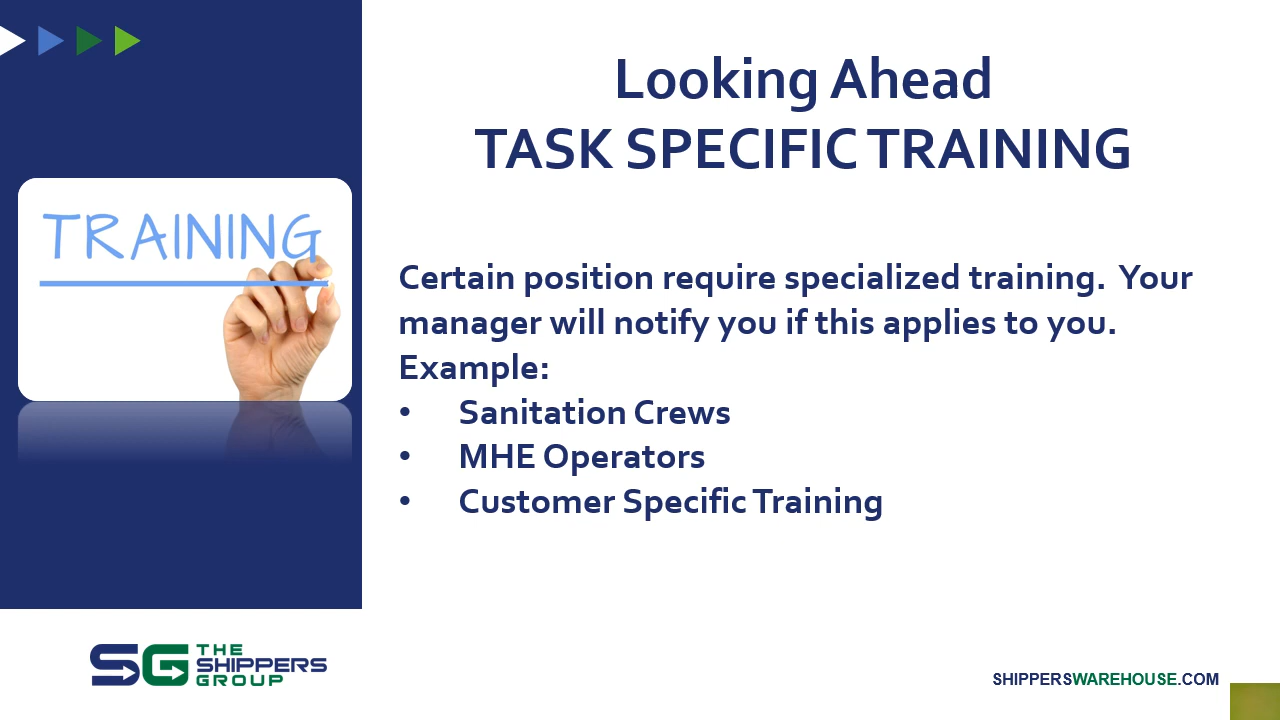 Looking Ahead
TASK SPECIFIC TRAINING
TRAINING
Certain position require specialized training.  Your
manager will notify you if this applies to you.
Example:
• Sanitation Crews
• MHE Operators
• Customer Specific Training
SG THE
SHIPPERS
GROUP
SHIPPERSWAREHOUSE.COM